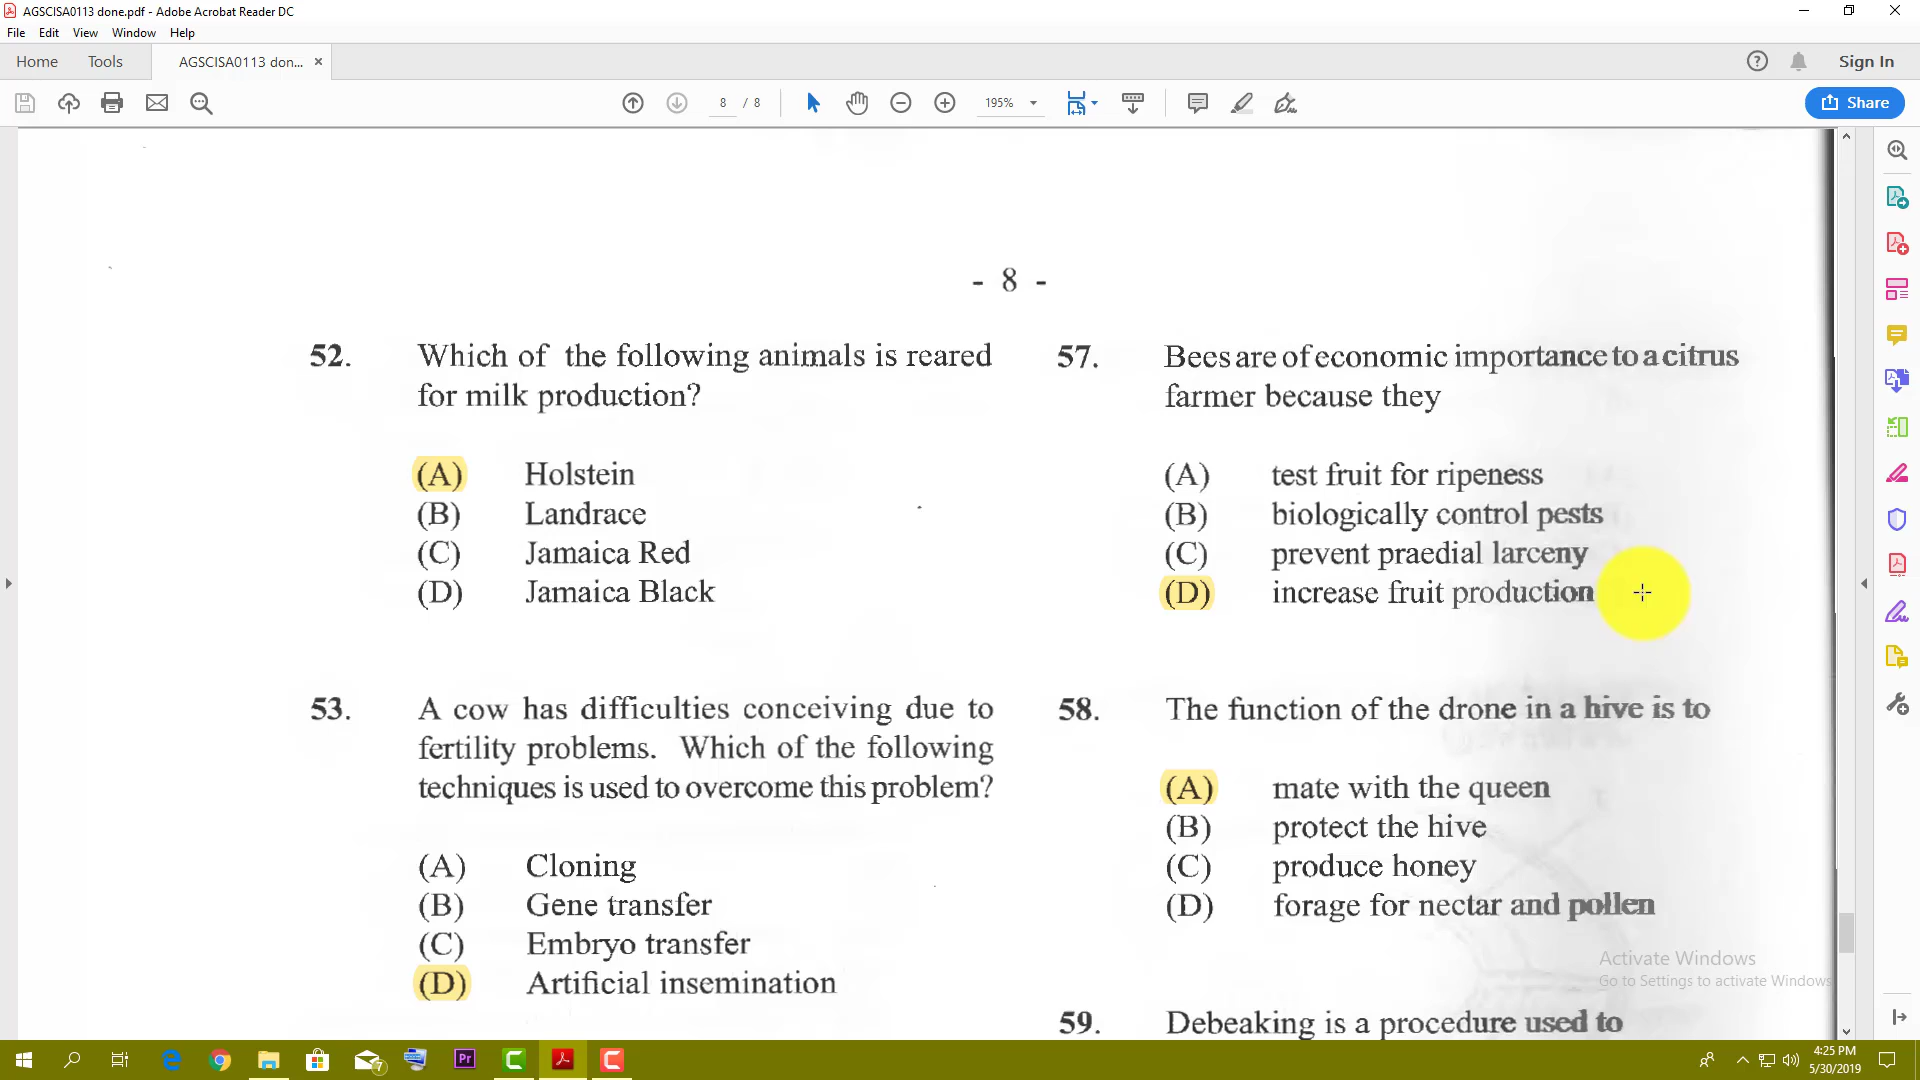 AGSCISA0113 done.pdf - Adobe Acrobat Reader DC
File Edit View Window Help
Home Tools AGSCISA0113 don... × Sign In
8 / 8 195% Share
- 8 -
52. Which of the following animals is reared
for milk production?
(A) Holstein
(B) Landrace
(C) Jamaica Red
(D) Jamaica Black
53. A cow has difficulties conceiving due to
fertility problems. Which of the following
techniques is used to overcome this problem?
(A) Cloning
(B) Gene transfer
(C) Embryo transfer
(D) Artificial insemination
57. Bees are of economic importance to a citrus
farmer because they
(A) test fruit for ripeness
(B) biologically control pests
(C) prevent praedial larceny
(D) increase fruit production
58. The function of the drone in a hive is to
(A) mate with the queen
(B) protect the hive
(C) produce honey
(D) forage for nectar and pollen
59. Debeaking is a procedure used to
Activate Windows
Go to Settings to activate Windows
7 Pr 4:25 PM
5/30/2019